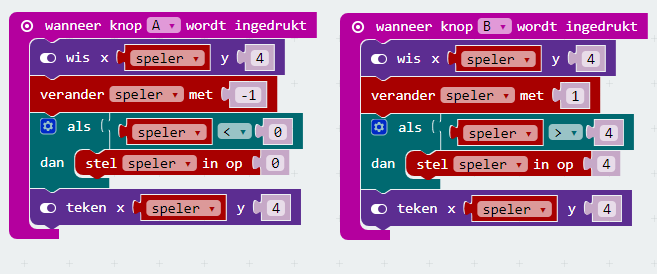 wanneer knop A wordt ingedrukt
wis x speler y 4
verander speler met -1
als speler < 0
dan stel speler in op 0
teken x speler y 4
wanneer knop B wordt ingedrukt
wis x speler y 4
verander speler met 1
als speler > 4
dan stel speler in op 4
teken x speler y 4